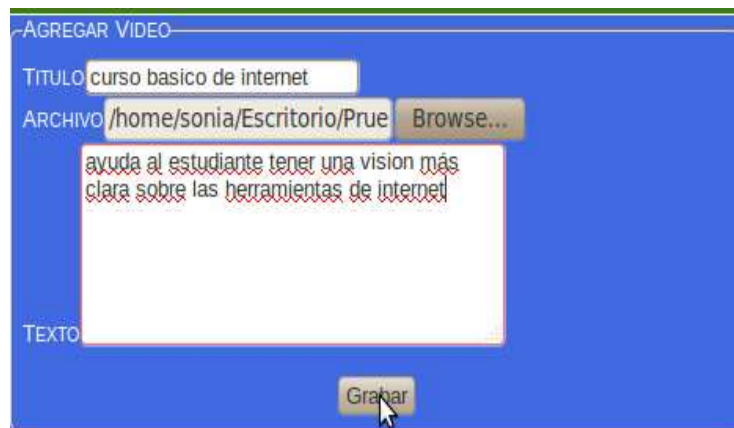 AGREGAR VIDEO
TITULO curso basico de internet
ARCHIVO /home/sonia/Escritorio/Prue Browse...
ayuda al estudiante tener una vision más
clara sobre las herramientas de internet
TEXTO
Grabar